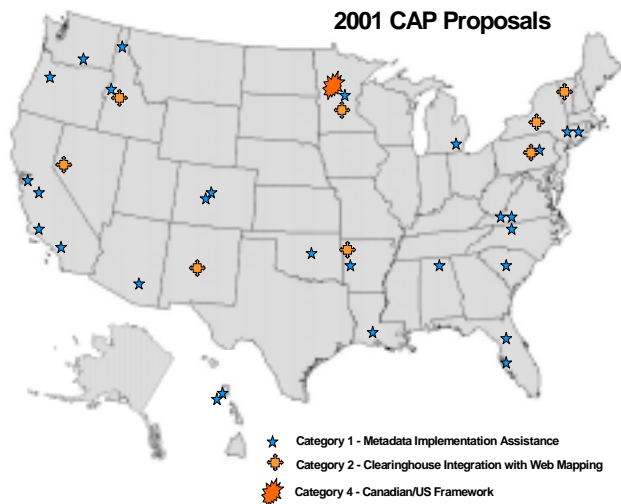 2001 CAP Proposals
Category 1 - Metadata Implementation Assistance
Category 2 - Clearinghouse Integration with Web Mapping
Category 4 - Canadian/US Framework